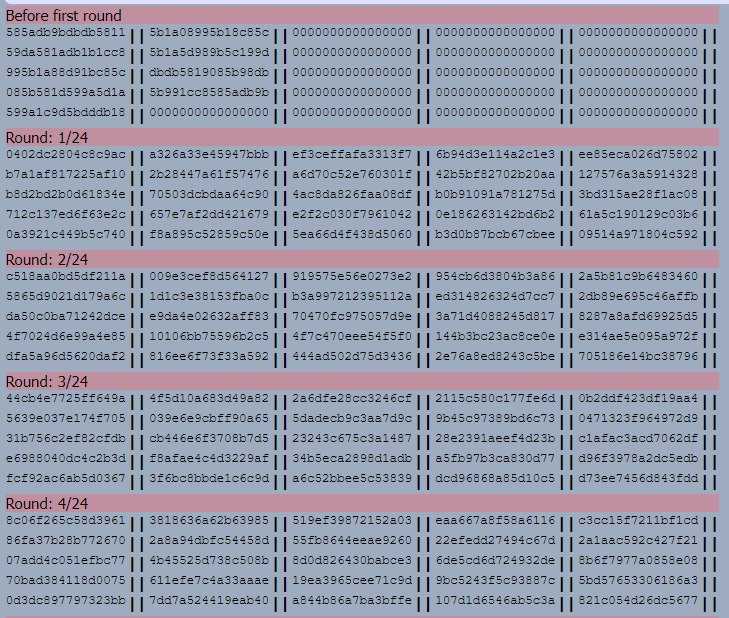 Before first round
585adb9bdbdb5811 || 5b1a08995b18c85c || 0000000000000000 || 0000000000000000 || 0000000000000000 ||
59da581adb1b1cc8 || 5b1a5d989b5c199d || 0000000000000000 || 0000000000000000 || 0000000000000000 ||
995b1a88d91bc85c || dbdb5819085b98db || 0000000000000000 || 0000000000000000 || 0000000000000000 ||
085b581d599a5d1a || 5b991cc8585adb9b || 0000000000000000 || 0000000000000000 || 0000000000000000 ||
599a1c9d5bdddb18 || 0000000000000000 || 0000000000000000 || 0000000000000000 || 0000000000000000 ||
Round: 1/24
0402dc2804c8c9ac || a326a33e45947bbb || ef3ceffafa3313f7 || 6b94d3e114a2c1e3 || ee85eca026d75802 ||
b7a1af817225af10 || 2b28447a61f57476 || a6d70c52e760301f || 42b5bf82702b20aa || 127576a3a5914328 ||
b8d2bd2b0d61834e || 70503dcbdaa64c90 || 4ac8da826faa08df || b0b91091a781275d || 3bd315ae28f1ac08 ||
712c137ed6f63e2c || 657e7af2dd421679 || e2f2c030f7961042 || 0e186263142bd6b2 || 61a5c190129c03b6 ||
0a3921c449b5c740 || f8a895c52859c50e || 5ea66d4f438d5060 || b3d0b87bcb67cbee || 09514a971804c592 ||
Round: 2/24
c518aa0bd5df211a || 009e3cef8d564127 || 919575e56e0273e2 || 954cb6d3804b3a86 || 2a5b81c9b6483460 ||
5865d9021d179a6c || 1d1c3e38153fba0c || b3a997212395112a || ed314826324d7cc7 || 2db89e695c46affb ||
da50c0ba71242dce || e9da4e02632aff83 || 70470fc975057d9e || 3a71d4088245d817 || 8287a8afd69925d5 ||
4f7024d6e99a4e85 || 10106bb75596b2c5 || 4f7c470eee54f5f0 || 144b3bc23ac8ce0e || e314ae5e095a972f ||
dfa5a96d5620daf2 || 816ee6f73f33a592 || 444ad502d75d3436 || 2e76a8ed8243c5be || 705186e14bc38796 ||
Round: 3/24
44cb4e7725ff649a || 4f5d10a683d49a82 || 2a6dfe28cc3246cf || 2115c580c177fe6d || 0b2ddf423df19aa4 ||
5639e037e174f705 || 039e6e9cbff90a65 || 5dadecb9c3aa7d9c || 9b45c97389bd6c73 || 0471323f964972d9 ||
31b756c2ef82cfdb || cb446e6f3708b7d5 || 23243c675c3a1487 || 28e2391aeef4d23b || c1afac3acd7062df ||
e6988040dc4c2b3d || f8afae4c4d3229af || 34b5eca2898d1adb || a5fb97b3ca830d77 || d96f3978a2dc5edb ||
fcf92ac6ab5d0367 || 3f6bc8bbde1c6c9d || a6c52bbee5c53839 || dcd96868a85d10c5 || d73ee7456d843fdd ||
Round: 4/24
8c06f265c58d3961 || 3818636a62b63985 || 519ef39872152a03 || eaa667a8f58a6116 || c3cc15f7211bf1cd ||
86fa37b28b772670 || 2a8a94dbfc54458d || 55fb8644eeae9260 || 22efedd27494c67d || 2a1aac592c427f21 ||
07add4c051efbc77 || 4b45525d738c508b || 8d0d826430babce3 || 6de5cd6d724932de || 8b6f7977a0858e08 ||
70bad384118d0075 || 611efe7c4a33aaae || 19ea3965cee71c9d || 9bc5243f5c93887c || 5bd57653306186a3 ||
0d3dc897797323bb || 7dd7a524419eab40 || a844b86a7ba3bffe || 107d1d6546ab5c3a || 821c054d26dc5677 ||